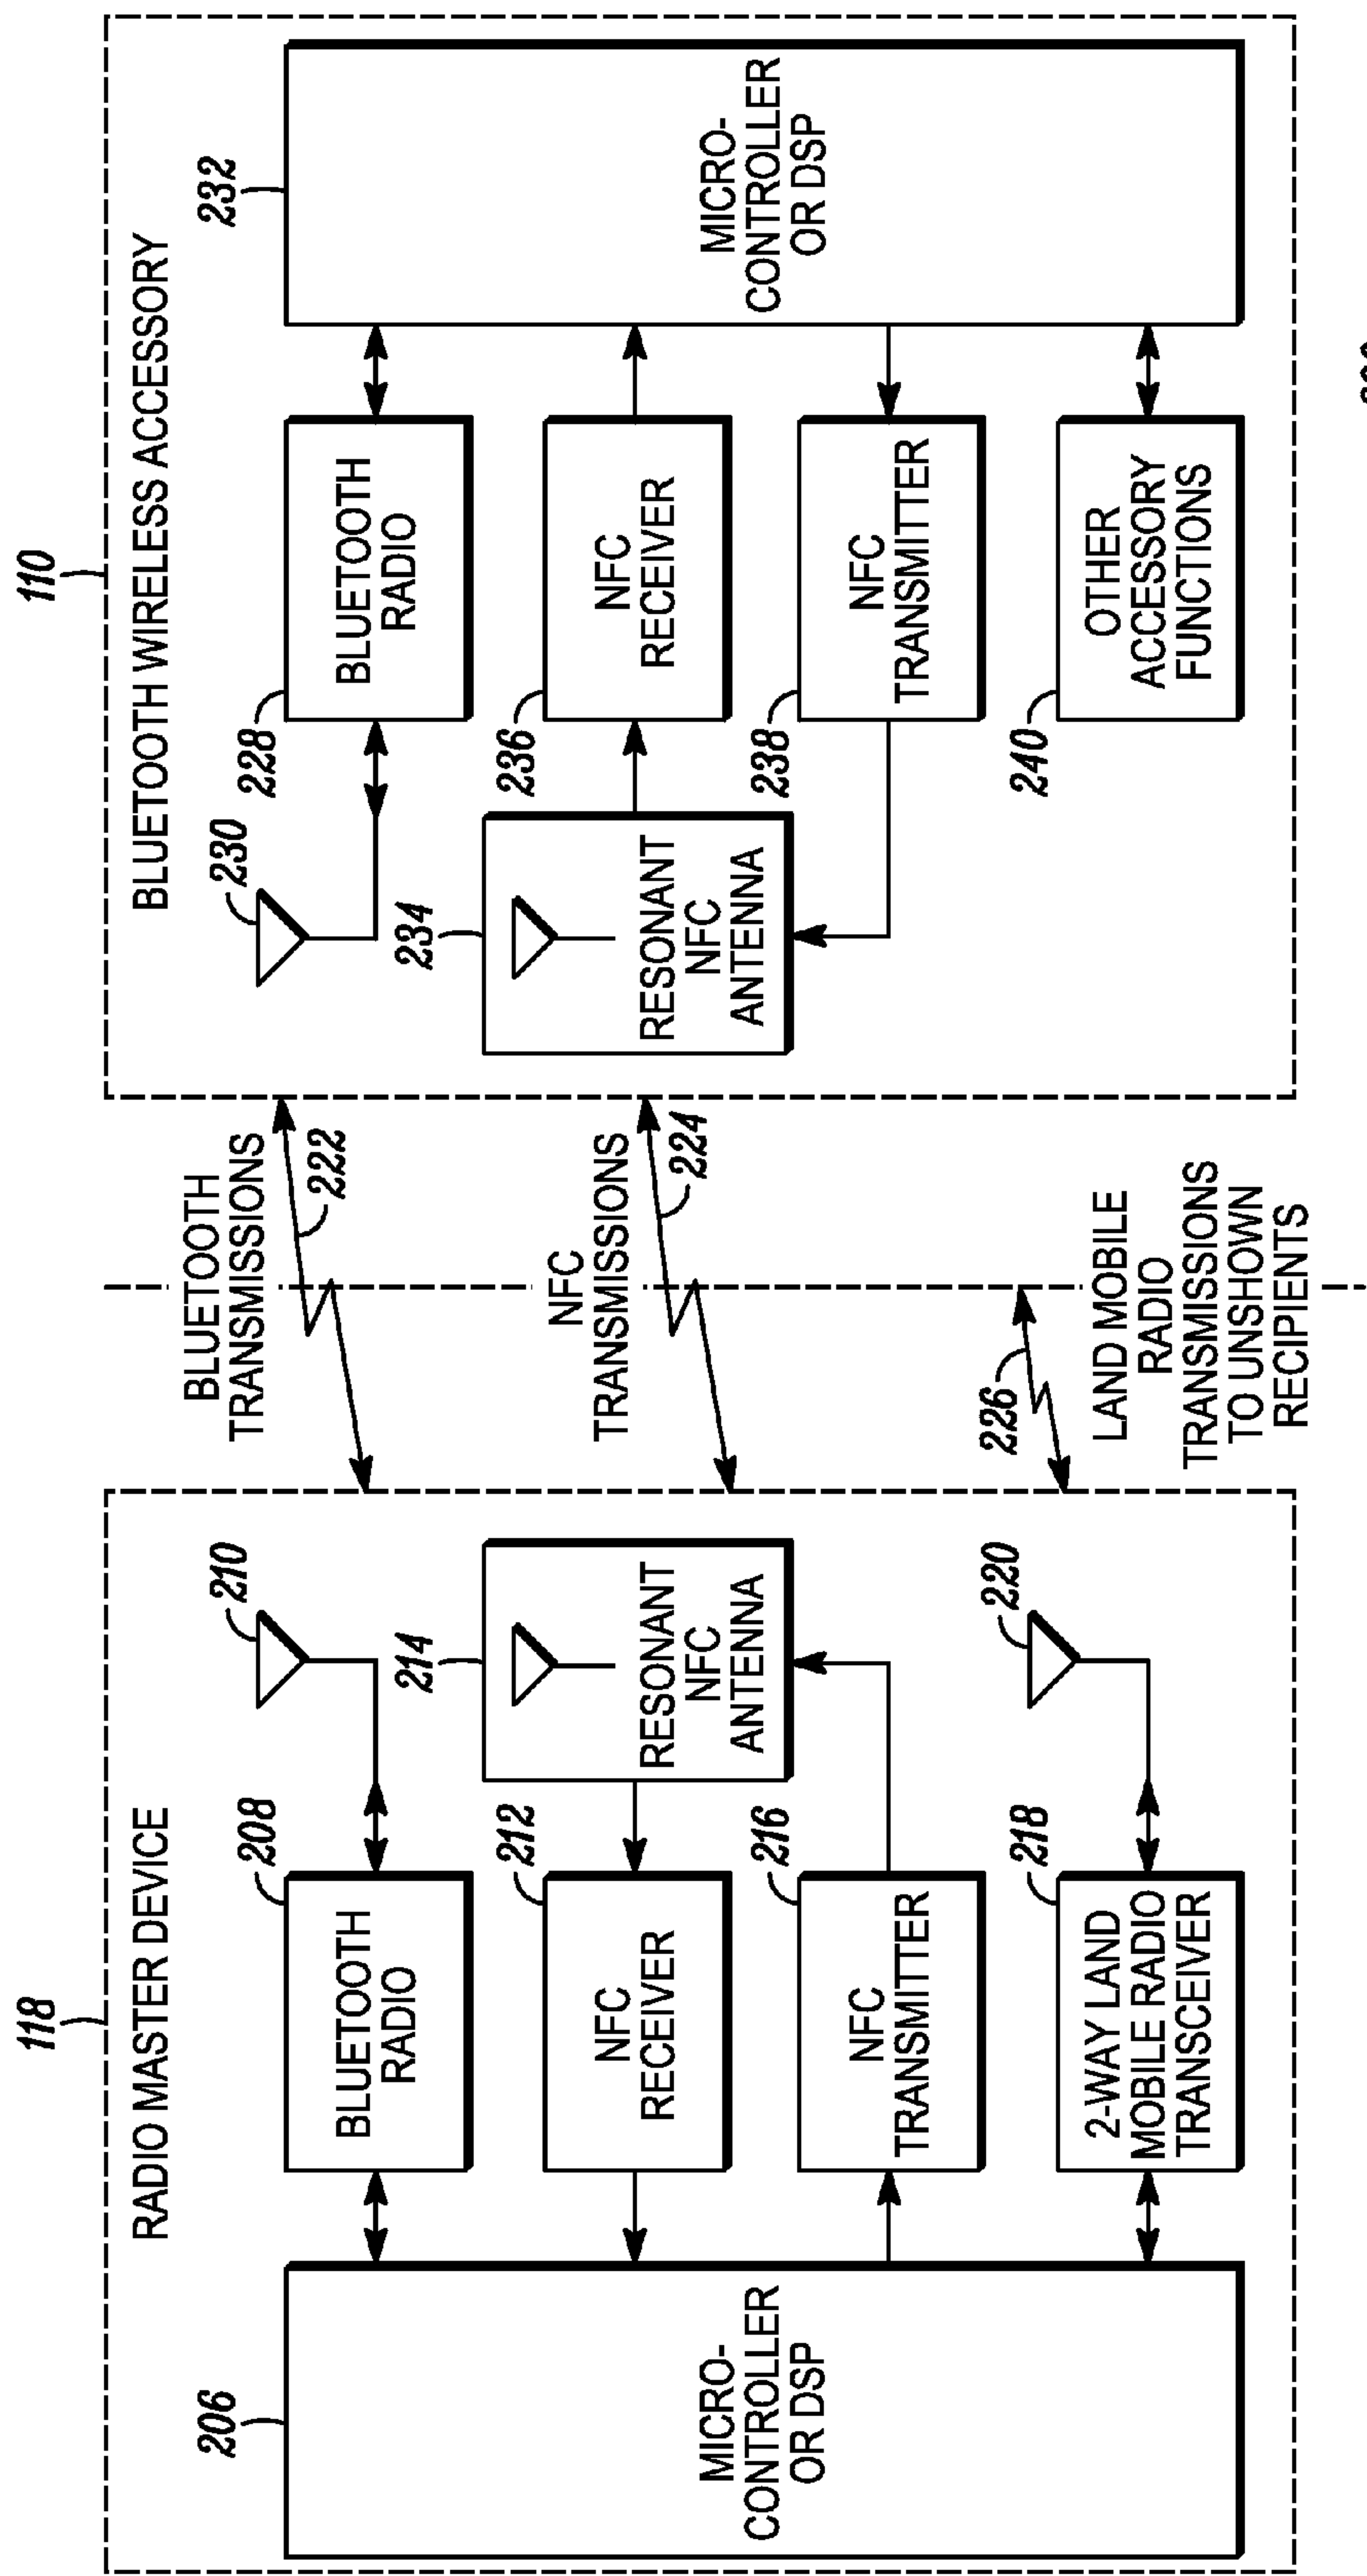 118
RADIO MASTER DEVICE
206
MICRO-
CONTROLLER
OR DSP
208
BLUETOOTH
RADIO
210
212
NFC
RECEIVER
214
RESONANT
NFC
ANTENNA
216
NFC
TRANSMITTER
218
2-WAY LAND
MOBILE RADIO
TRANSCEIVER
220
BLUETOOTH
TRANSMISSIONS
222
NFC
TRANSMISSIONS
224
226
LAND MOBILE
RADIO
TRANSMISSIONS
TO UNSHOWN
RECIPIENTS
110
BLUETOOTH WIRELESS ACCESSORY
230
228
BLUETOOTH
RADIO
232
MICRO-
CONTROLLER
OR DSP
234
RESONANT
NFC
ANTENNA
236
NFC
RECEIVER
238
NFC
TRANSMITTER
240
OTHER
ACCESSORY
FUNCTIONS